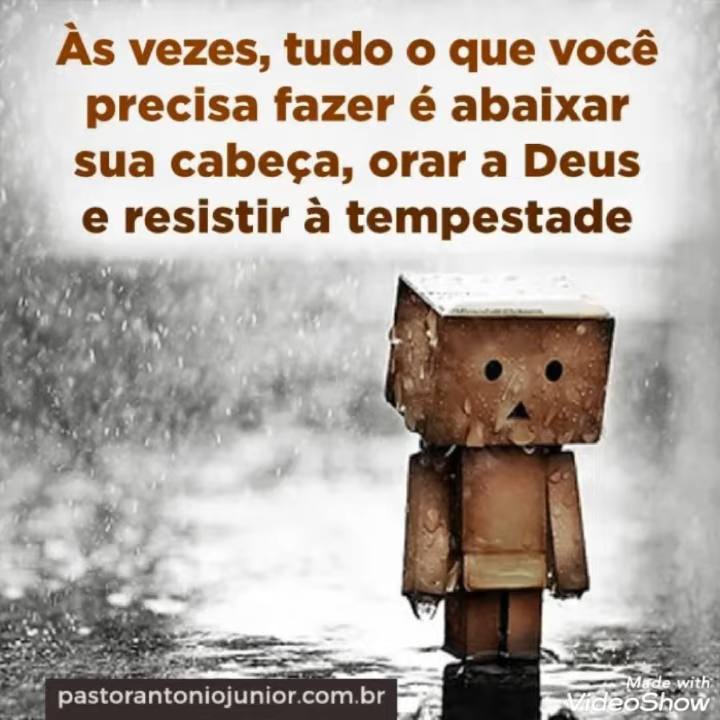 Às vezes, tudo o que você
precisa fazer é abaixar
sua cabeça, orar a Deus
e resistir à tempestade
pastorantoniojunior.com.br
Made with
VideoShow